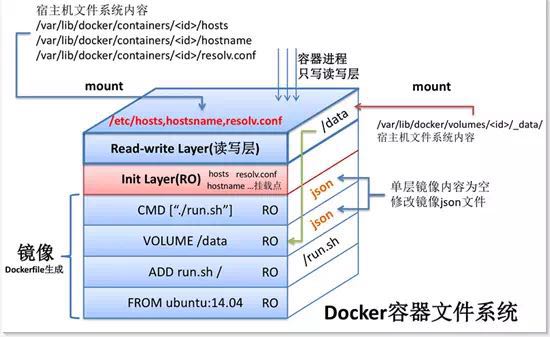 宿主机文件系统内容
/var/lib/docker/containers/<id>/hosts
/var/lib/docker/containers/<id>/hostname
/var/lib/docker/containers/<id>/resolv.conf
mount
容器进程
只写读写层
mount
/etc/hosts,hostsname,resolv.conf
/data
/var/lib/docker/volumes/<id>/_data/
宿主机文件系统内容
Read-write Layer(读写层)
Init Layer(RO)
hosts resolv.conf
hostname ...挂载点
json
json
单层镜像内容为空
修改镜像json文件
CMD ["./run.sh"] RO
VOLUME /data RO
/run.sh
镜像
Dockerfile生成
ADD run.sh / RO
FROM ubuntu:14.04 RO
Docker容器文件系统